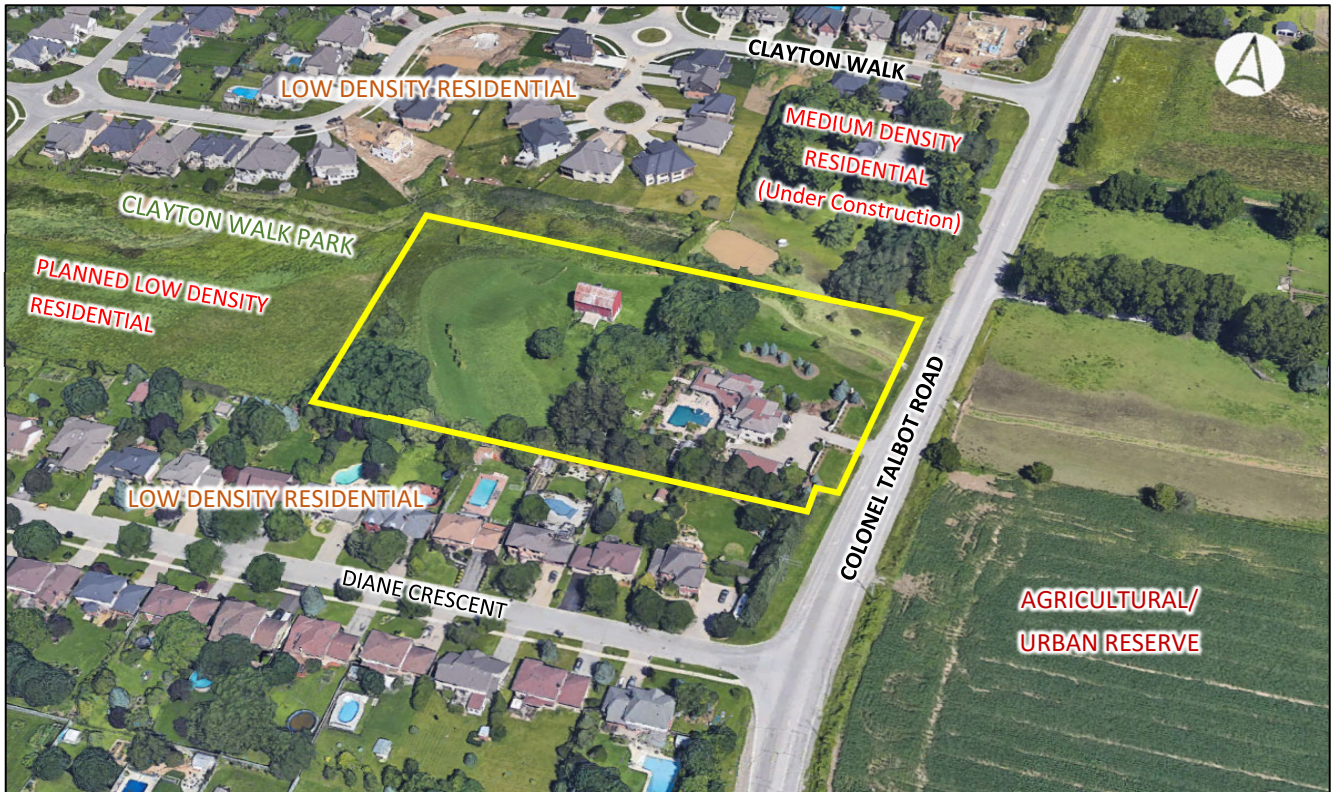 CLAYTON WALK
LOW DENSITY RESIDENTIAL
MEDIUM DENSITY
RESIDENTIAL
(Under Construction)
CLAYTON WALK PARK
PLANNED LOW DENSITY
RESIDENTIAL
COLONEL TALBOT ROAD
LOW DENSITY RESIDENTIAL
DIANE CRESCENT
AGRICULTURAL/
URBAN RESERVE